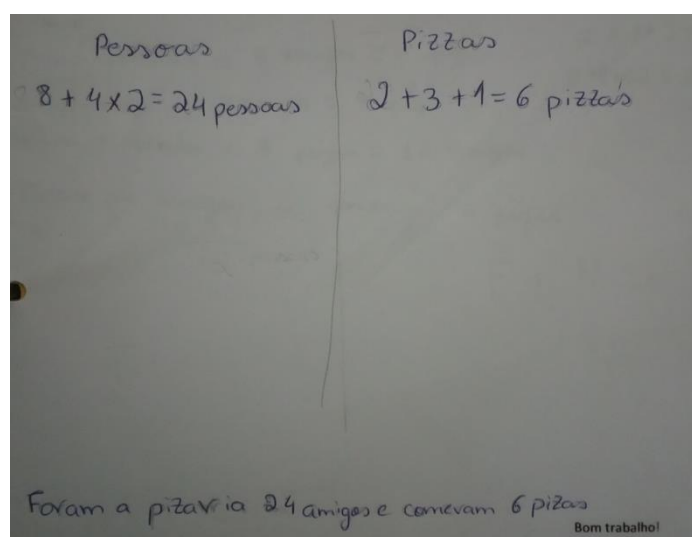 Pessoas
8 + 4 x 2 = 24 pessoas
Pizzas
2 + 3 + 1 = 6 pizzas
Foram a pizaria 24 amigos e comeram 6 pizas
Bom trabalho!